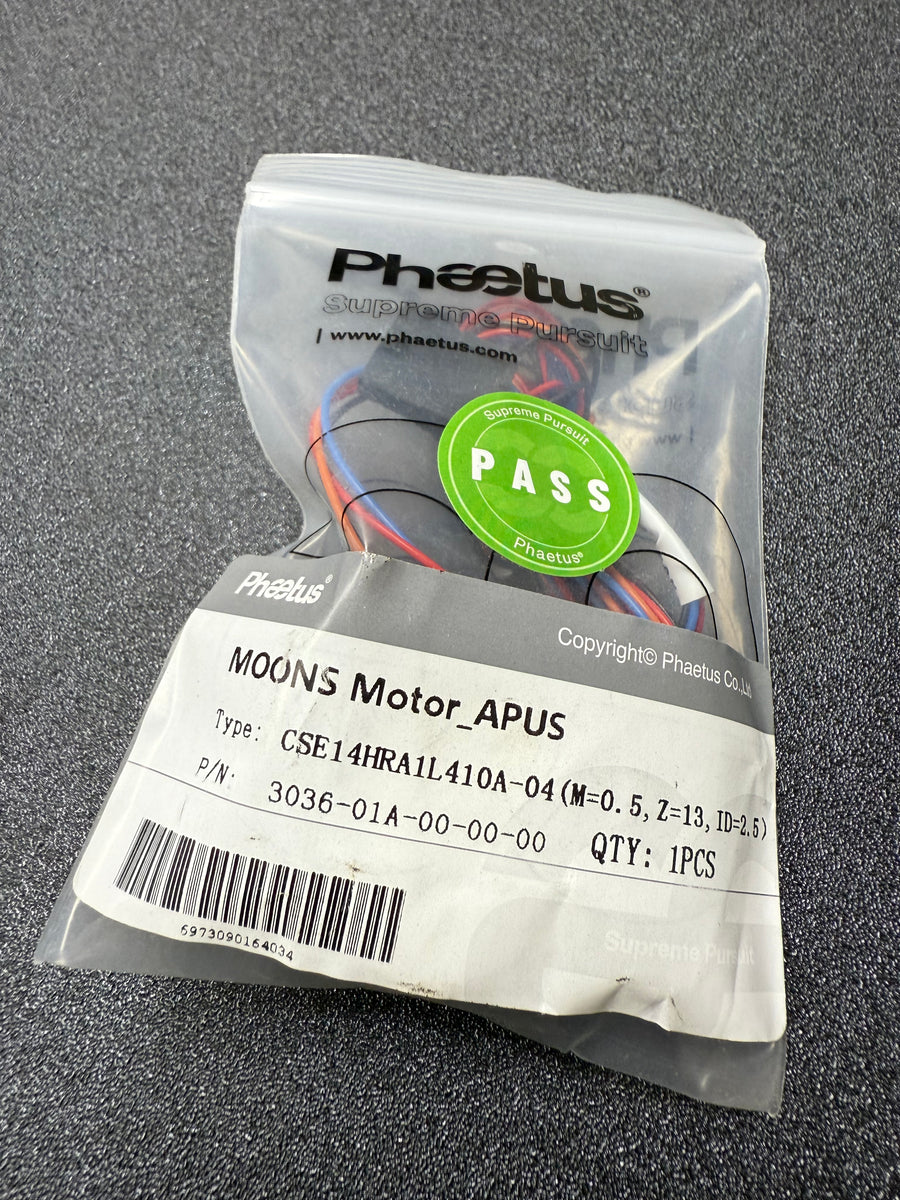 Phaetus®
Supreme Pursuit
| www.phaetus.com
Supreme Pursuit
PASS
Phaetus®
Phaetus®
Copyright© Phaetus Co.,Ltd
MOONS Motor_APUS
Type: CSE14HRA1L410A-04(M=0.5, Z=13, ID=2.5)
P/N: 3036-01A-00-00-00 QTY: 1PCS
6973090164034
Supreme Pursuit